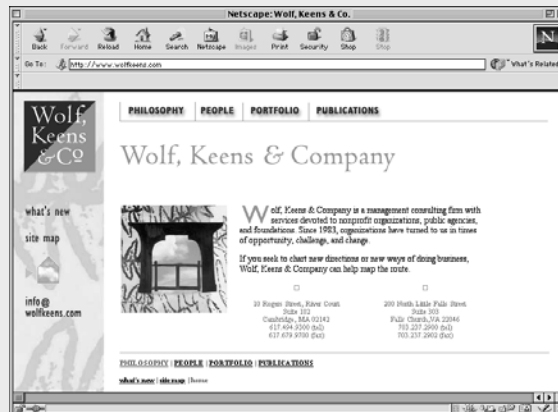 Netscape: Wolf, Keens & Co.
Back Forward Reload Home Search Netscape Images Print Security Shop Stop
N
Go To: http://www.wolfkeens.com What's Related
Wolf,
Keens
& Co
PHILOSOPHY PEOPLE PORTFOLIO PUBLICATIONS
Wolf, Keens & Company
what's new
site map
info@
wolfkeens.com
Wolf, Keens & Company is a management consulting firm with
services devoted to nonprofit organizations, public agencies,
and foundations. Since 1983, organizations have turned to us in times
of opportunity, challenge, and change.
If you seek to chart new directions or new ways of doing business,
Wolf, Keens & Company can help map the route.
10 Rogers Street, River Court
Suite 102
Cambridge, MA 02142
617.494.9300 (tel)
617.679.9700 (fax)
200 North Little Falls Street
Suite 303
Falls Church, VA 22046
703.237.2900 (tel)
703.237.2902 (fax)
PHILOSOPHY | PEOPLE | PORTFOLIO | PUBLICATIONS
what's new | site map | home